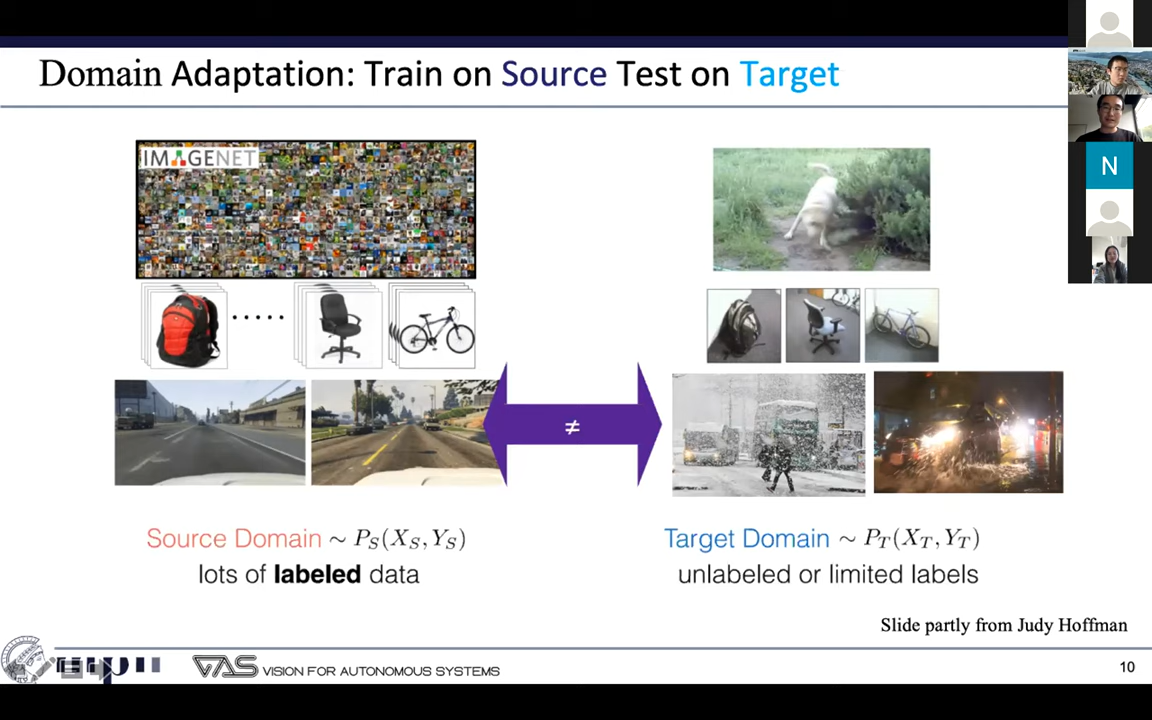 Domain Adaptation: Train on Source Test on Target
IMAGENET
N
≠
Source Domain ~ P_S(X_S, Y_S)
lots of labeled data
Target Domain ~ P_T(X_T, Y_T)
unlabeled or limited labels
Slide partly from Judy Hoffman
VAS VISION FOR AUTONOMOUS SYSTEMS
10